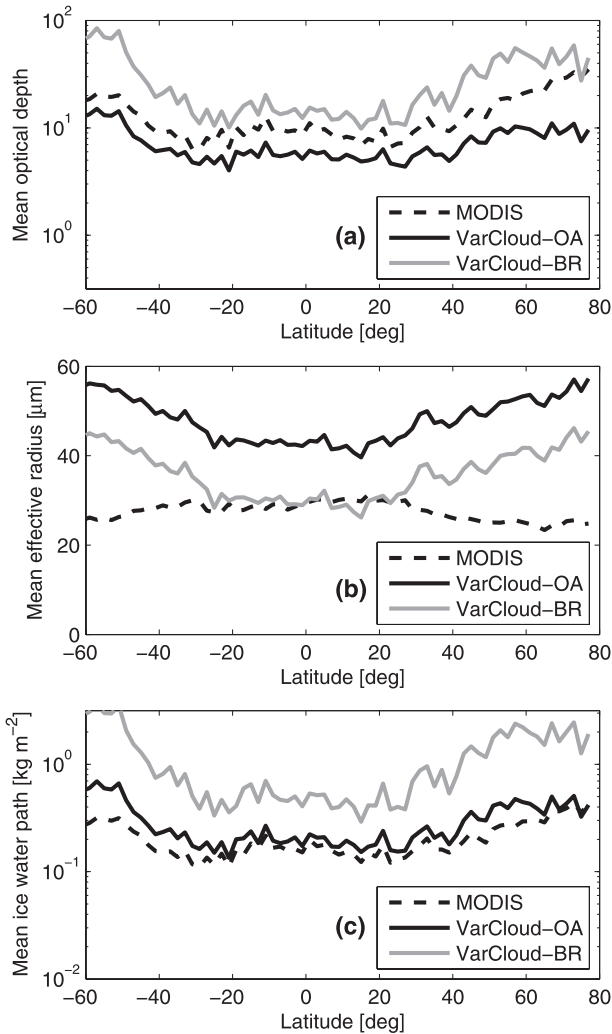 Mean optical depth
10^2
10^1
10^0
(a)
MODIS
VarCloud−OA
VarCloud−BR
−60 −40 −20 0 20 40 60 80
Latitude [deg]
Mean effective radius [μm]
60
40
20
0
(b)
MODIS
VarCloud−OA
VarCloud−BR
−60 −40 −20 0 20 40 60 80
Latitude [deg]
Mean ice water path [kg m^−2]
10^0
10^−1
10^−2
(c)
MODIS
VarCloud−OA
VarCloud−BR
−60 −40 −20 0 20 40 60 80
Latitude [deg]